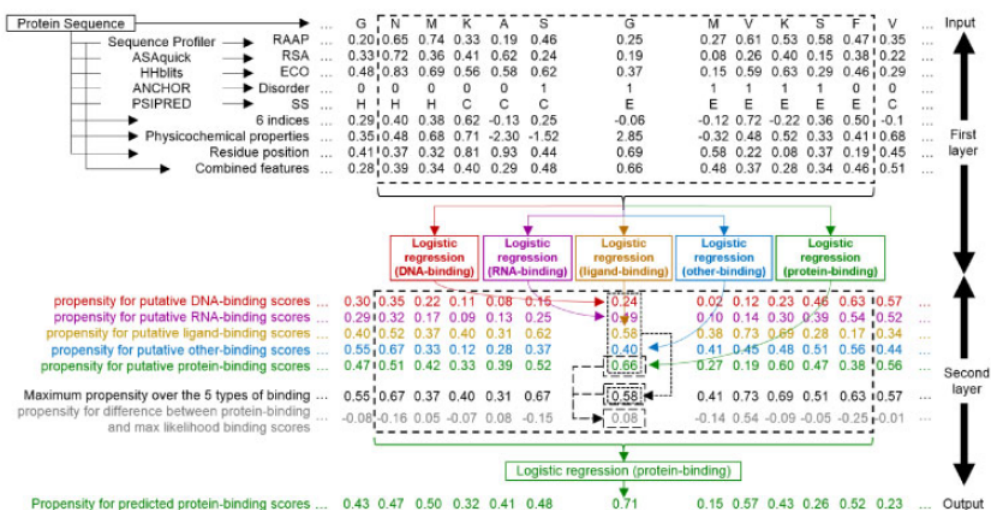 Protein Sequence ... G N M K A S G M V K S F V ... Input
Sequence Profiler RAAP ... 0.20 0.65 0.74 0.33 0.19 0.46 0.25 0.27 0.61 0.53 0.58 0.47 0.35 ...
ASAquick RSA ... 0.33 0.72 0.36 0.41 0.62 0.24 0.19 0.08 0.26 0.40 0.15 0.38 0.22 ...
HHblits ECO ... 0.48 0.83 0.69 0.56 0.58 0.62 0.37 0.15 0.59 0.63 0.29 0.46 0.29 ...
ANCHOR Disorder ... 0 0 0 0 0 1 1 1 1 1 1 0 0 ...
PSIPRED SS ... H H H C C C E E E E E E C ...
6 indices ... 0.29 0.40 0.38 0.62 -0.13 0.25 -0.06 -0.12 0.72 -0.22 0.36 0.50 -0.1 ...
Physicochemical properties ... 0.35 0.48 0.68 0.71 -2.30 -1.52 2.85 -0.32 0.48 0.52 0.33 0.41 0.68 ...
Residue position ... 0.41 0.37 0.32 0.81 0.93 0.44 0.69 0.58 0.22 0.08 0.37 0.19 0.45 ...
Combined features ... 0.28 0.39 0.34 0.40 0.29 0.48 0.66 0.48 0.37 0.28 0.34 0.46 0.51 ...
First
layer
Logistic
regression
(DNA-binding)
Logistic
regression
(RNA-binding)
Logistic
regression
(ligand-binding)
Logistic
regression
(other-binding)
Logistic
regression
(protein-binding)
propensity for putative DNA-binding scores ... 0.30 0.35 0.22 0.11 0.08 0.15 0.24 0.02 0.12 0.23 0.46 0.63 0.57 ...
propensity for putative RNA-binding scores ... 0.29 0.32 0.17 0.09 0.13 0.25 0.10 0.14 0.30 0.39 0.54 0.52 ...
propensity for putative ligand-binding scores ... 0.40 0.52 0.37 0.40 0.31 0.62 0.58 0.38 0.73 0.69 0.28 0.17 0.34 ...
propensity for putative other-binding scores ... 0.55 0.67 0.33 0.12 0.28 0.37 0.40 0.41 0.45 0.48 0.51 0.56 0.44 ...
propensity for putative protein-binding scores ... 0.47 0.51 0.42 0.33 0.39 0.52 0.66 0.27 0.19 0.60 0.47 0.38 0.56 ...
Second
layer
Maximum propensity over the 5 types of binding ... 0.55 0.67 0.37 0.40 0.31 0.67 0.58 0.41 0.73 0.69 0.51 0.63 0.57 ...
propensity for difference between protein-binding
and max likelihood binding scores ... -0.08 -0.16 0.05 -0.07 0.08 -0.15 0.08 -0.14 0.54 -0.09 -0.05 -0.25 -0.01 ...
Logistic regression (protein-binding)
Propensity for predicted protein-binding scores ... 0.43 0.47 0.50 0.32 0.41 0.48 0.71 0.15 0.57 0.43 0.26 0.52 0.23 ... Output